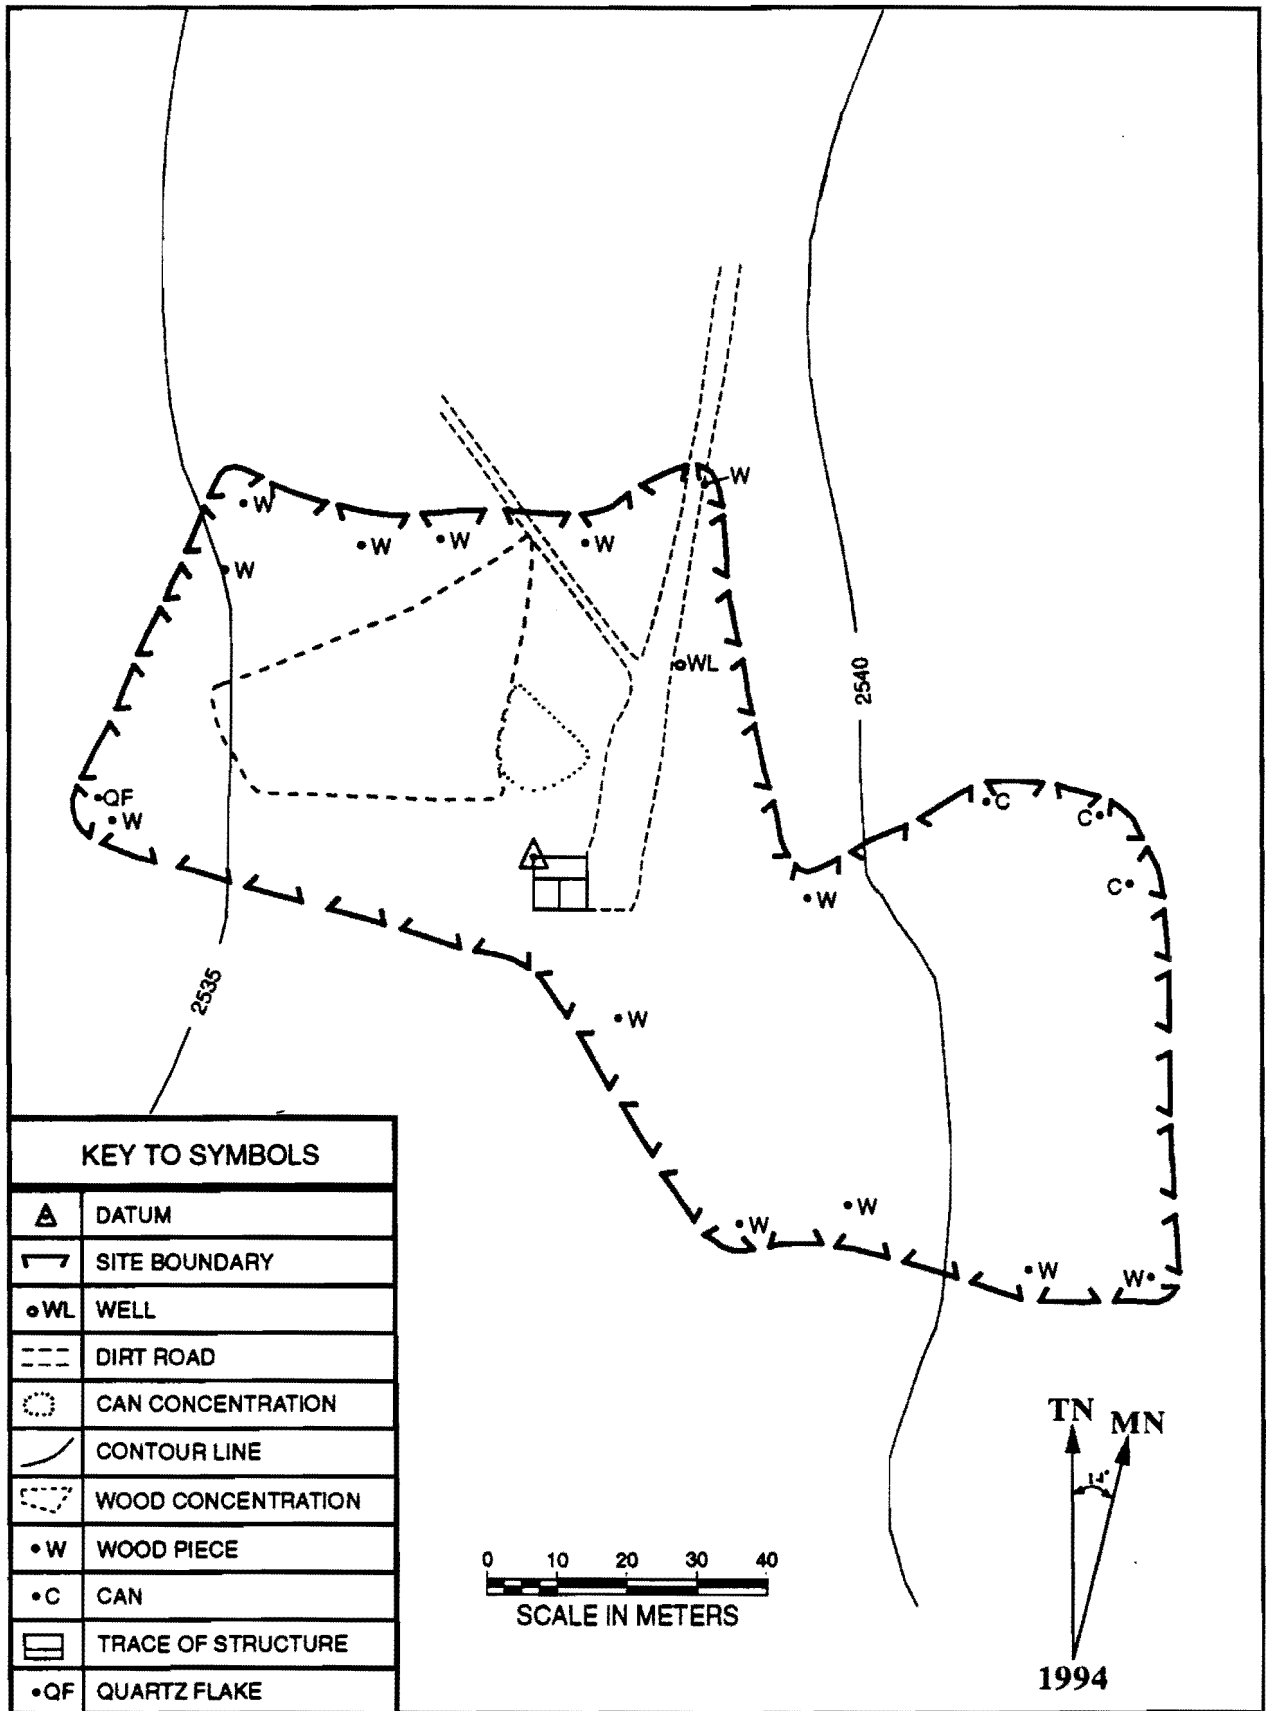 W
W
W
W
W
W
WL
2540
QF
W
C
C
C
W
2535
W
W
W
W
W
KEY TO SYMBOLS
DATUM
SITE BOUNDARY
WL WELL
DIRT ROAD
CAN CONCENTRATION
CONTOUR LINE
WOOD CONCENTRATION
•W WOOD PIECE
•C CAN
TRACE OF STRUCTURE
•QF QUARTZ FLAKE
0 10 20 30 40
SCALE IN METERS
TN MN
14°
1994